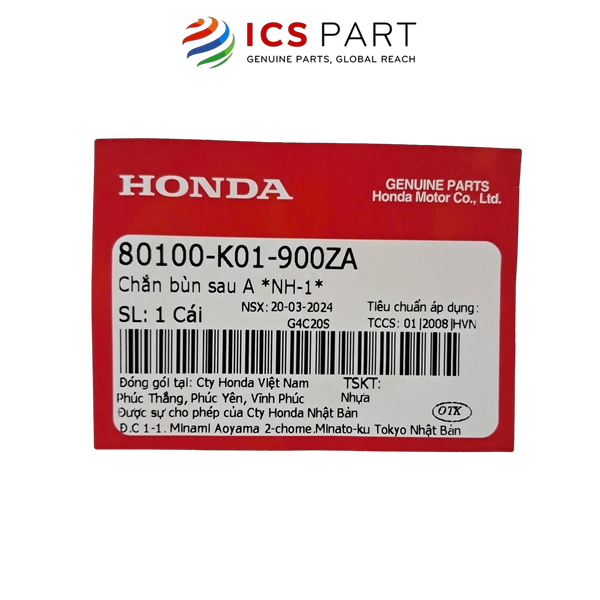 ICS PART
GENUINE PARTS, GLOBAL REACH
HONDA
GENUINE PARTS
Honda Motor Co., Ltd.
80100-K01-900ZA
Chắn bùn sau A *NH-1*
SL: 1 Cái
NSX: 20-03-2024
G4C20S
Tiêu chuẩn áp dụng:
TCCS: 01|2008|HVN
Đóng gói tại: Cty Honda Việt Nam
Phúc Thắng, Phúc Yên, Vĩnh Phúc
TSKT:
Nhựa
Được sự cho phép của Cty Honda Nhật Bản
Đ.C 1-1. Minami Aoyama 2-chome.Minato-ku Tokyo Nhật Bản
OTK